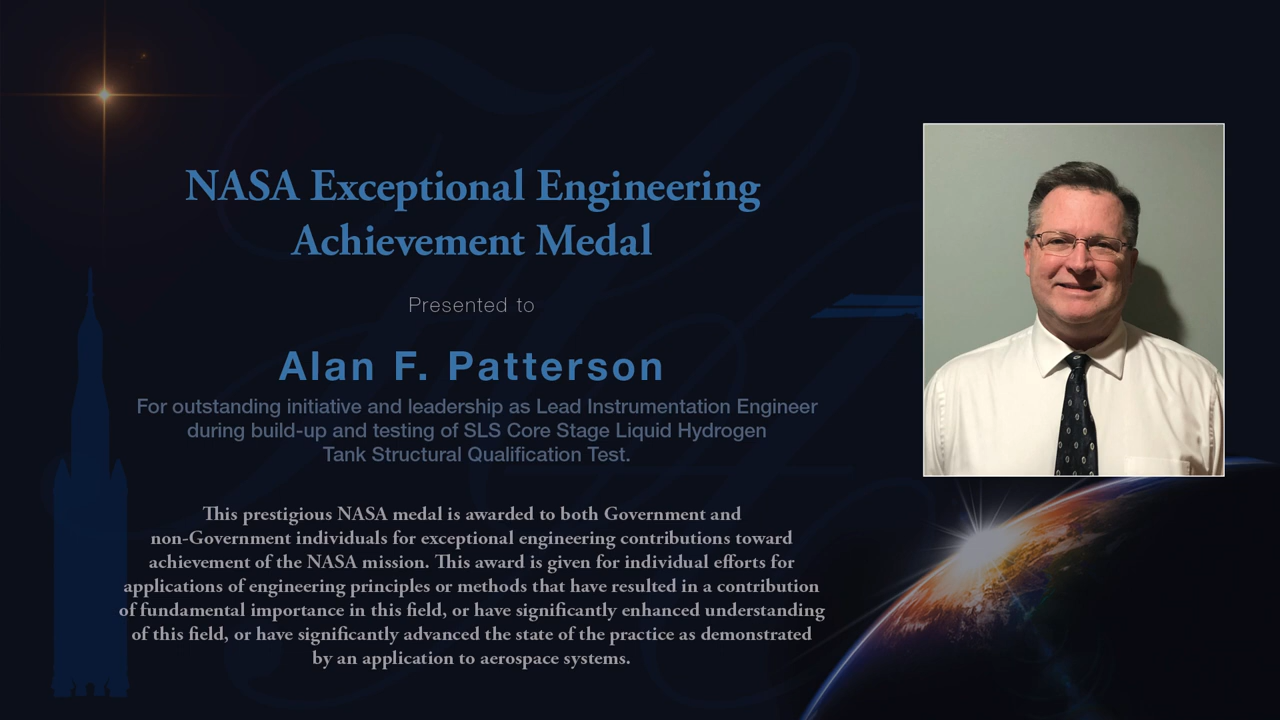 NASA Exceptional Engineering
Achievement Medal
Presented to
Alan F. Patterson
For outstanding initiative and leadership as Lead Instrumentation Engineer
during build-up and testing of SLS Core Stage Liquid Hydrogen
Tank Structural Qualification Test.
This prestigious NASA medal is awarded to both Government and
non-Government individuals for exceptional engineering contributions toward
achievement of the NASA mission. This award is given for individual efforts for
applications of engineering principles or methods that have resulted in a contribution
of fundamental importance in this field, or have significantly enhanced understanding
of this field, or have significantly advanced the state of the practice as demonstrated
by an application to aerospace systems.